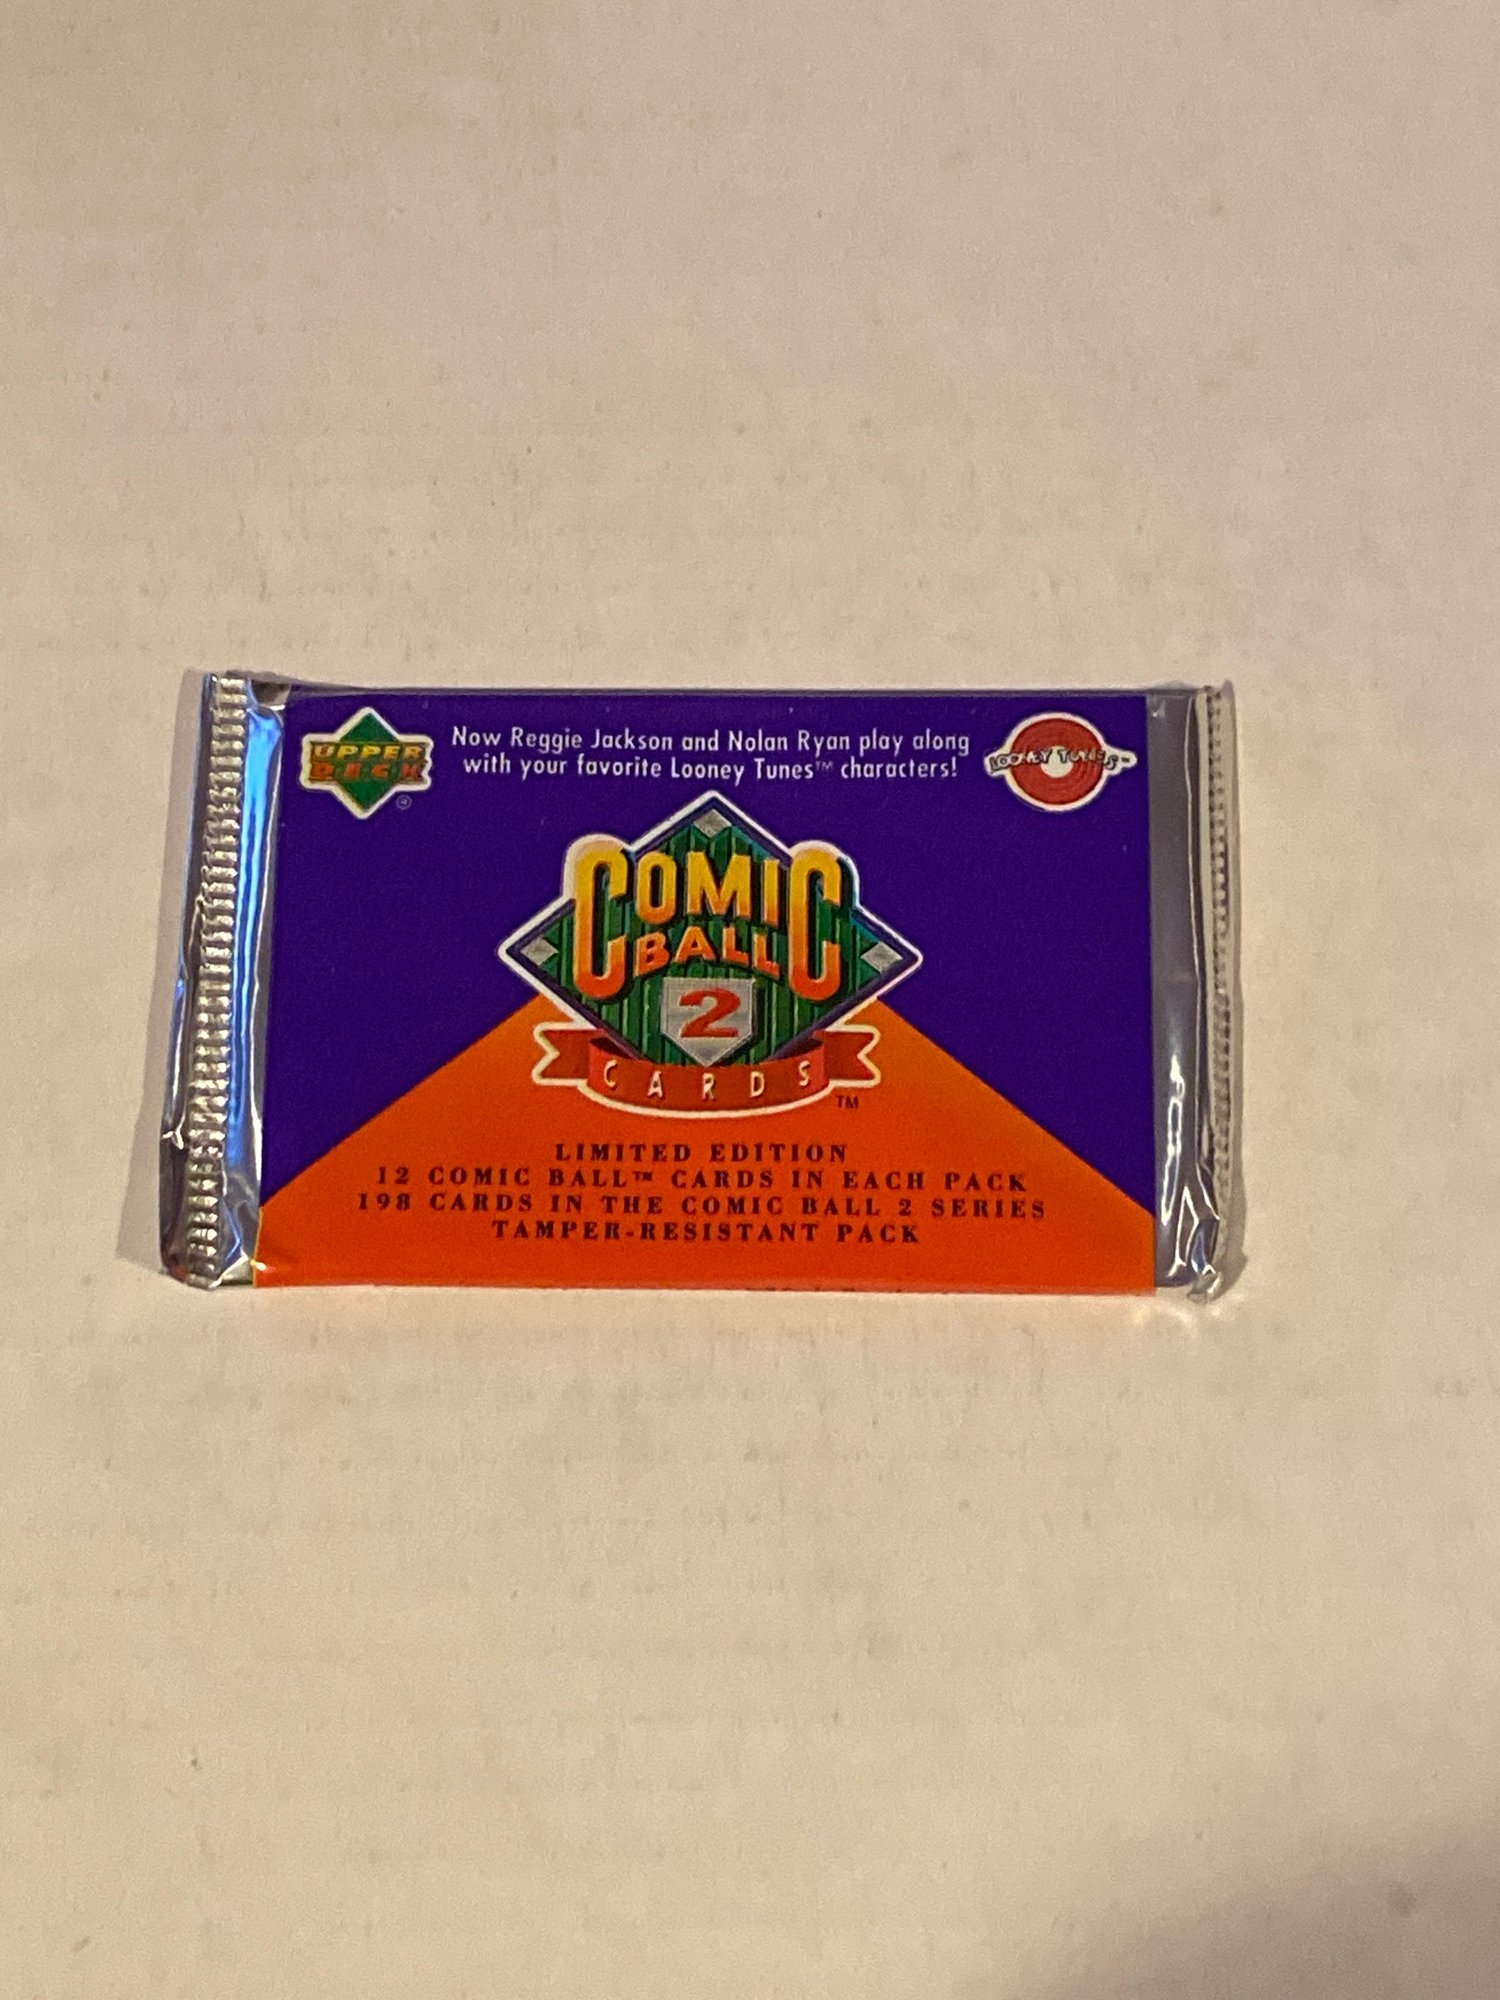 UPPER
DECK
®
Now Reggie Jackson and Nolan Ryan play along
with your favorite Looney Tunes™ characters!
LOONEY TUNES™
COMIC
BALL
2
CARDS
™
LIMITED EDITION
12 COMIC BALL™ CARDS IN EACH PACK
198 CARDS IN THE COMIC BALL 2 SERIES
TAMPER-RESISTANT PACK